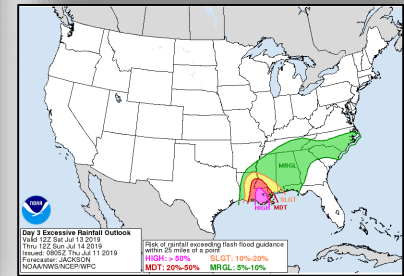 MRGL
SLGT
HIGH MDT
NOAA
Day 3 Excessive Rainfall Outlook
Valid 12Z Sat Jul 13 2019
Thru 12Z Sun Jul 14 2019
Issued: 0805Z Thu Jul 11 2019
Forecaster: JACKSON
NOAA/NWS/NCEP/WPC
Risk of rainfall exceeding flash flood guidance
within 25 miles of a point
HIGH: > 50% SLGT: 10%-20%
MDT: 20%-50% MRGL: 5%-10%